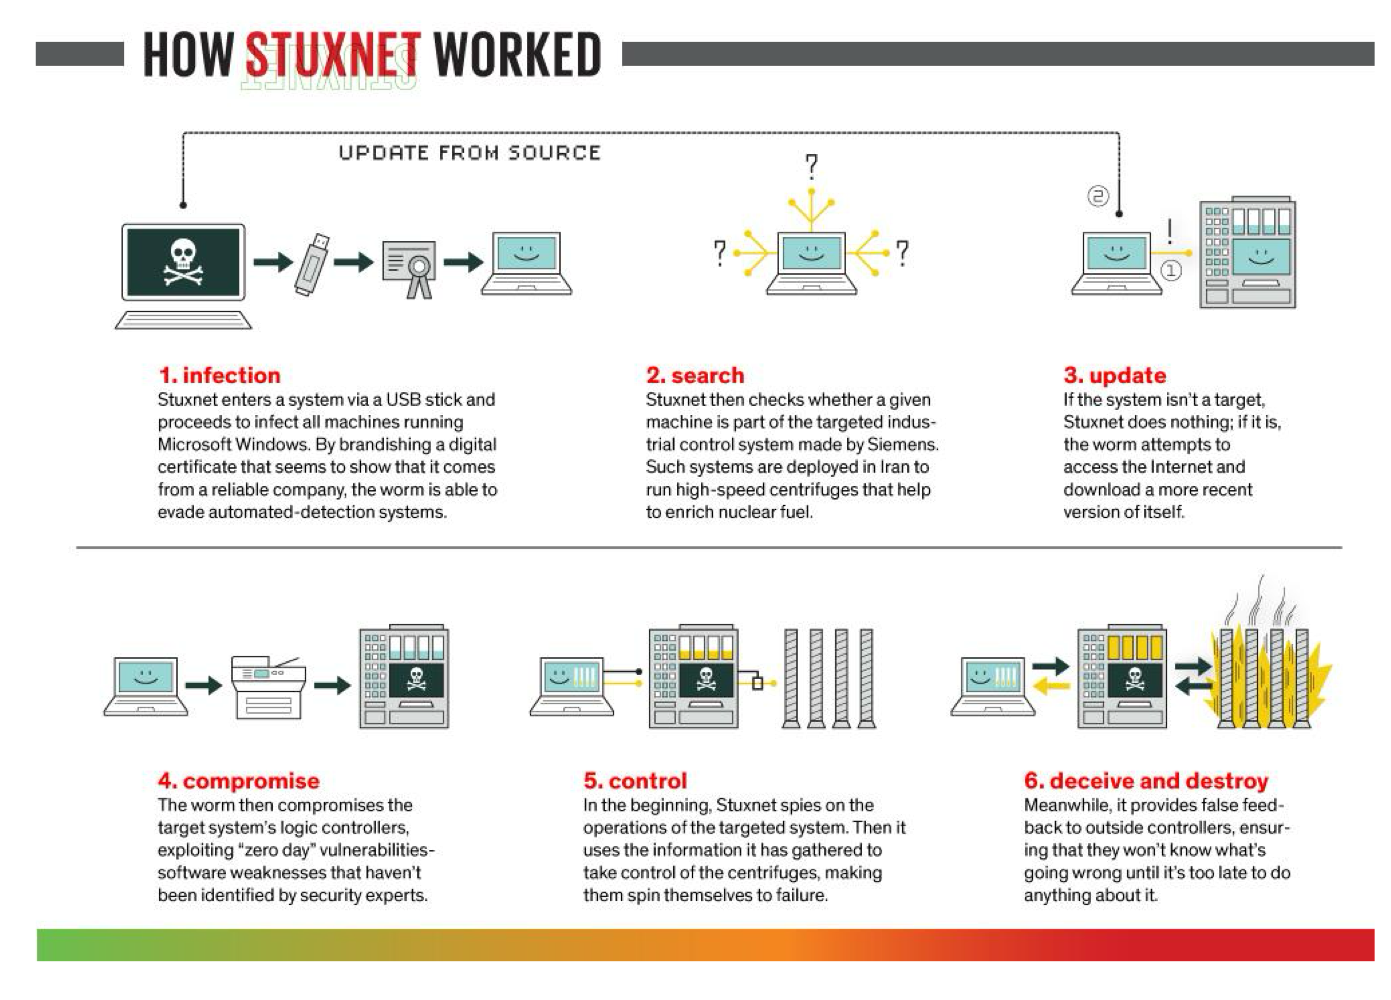 HOW STUXNET WORKED
STUXNET
UPDATE FROM SOURCE
?
?
?
!
②
①
1. infection
Stuxnet enters a system via a USB stick and
proceeds to infect all machines running
Microsoft Windows. By brandishing a digital
certificate that seems to show that it comes
from a reliable company, the worm is able to
evade automated-detection systems.
2. search
Stuxnet then checks whether a given
machine is part of the targeted indus-
trial control system made by Siemens.
Such systems are deployed in Iran to
run high-speed centrifuges that help
to enrich nuclear fuel.
3. update
If the system isn't a target,
Stuxnet does nothing; if it is,
the worm attempts to
access the Internet and
download a more recent
version of itself.
4. compromise
The worm then compromises the
target system's logic controllers,
exploiting "zero day" vulnerabilities-
software weaknesses that haven't
been identified by security experts.
5. control
In the beginning, Stuxnet spies on the
operations of the targeted system. Then it
uses the information it has gathered to
take control of the centrifuges, making
them spin themselves to failure.
6. deceive and destroy
Meanwhile, it provides false feed-
back to outside controllers, ensur-
ing that they won't know what's
going wrong until it's too late to do
anything about it.